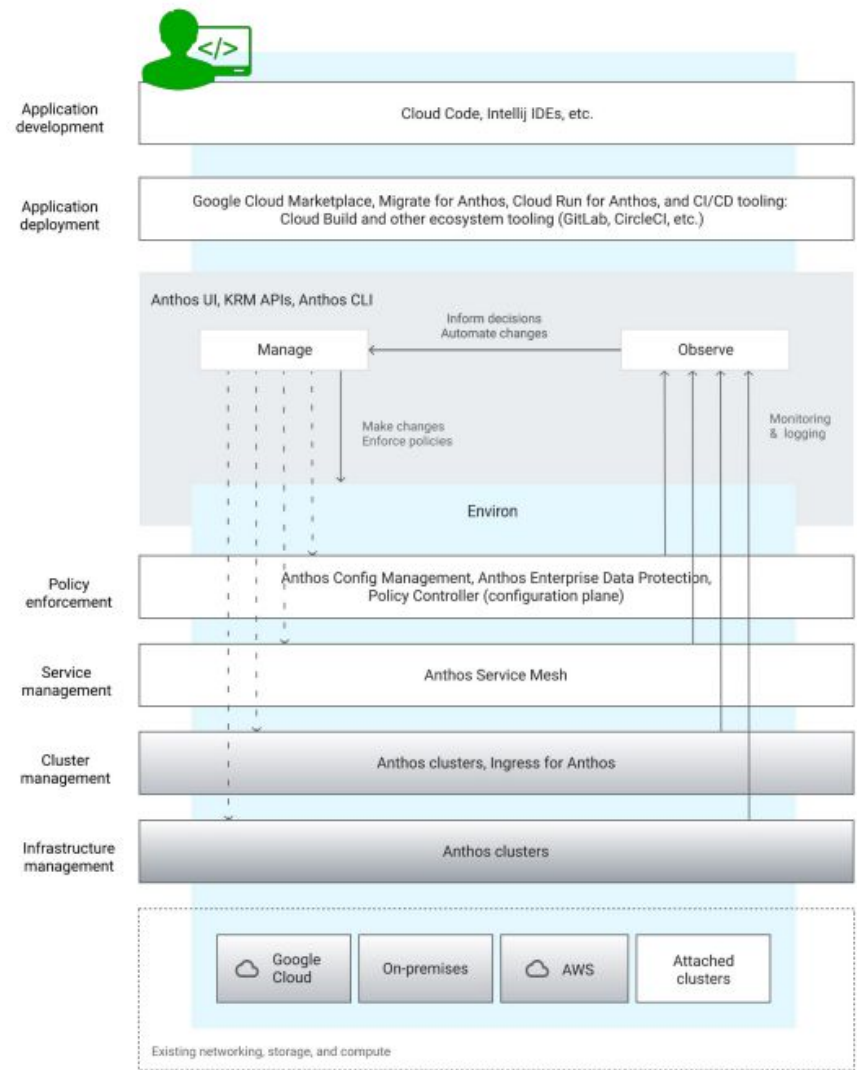 </>
Application
development
Cloud Code, Intellij IDEs, etc.
Application
deployment
Google Cloud Marketplace, Migrate for Anthos, Cloud Run for Anthos, and CI/CD tooling:
Cloud Build and other ecosystem tooling (GitLab, CircleCI, etc.)
Anthos UI, KRM APIs, Anthos CLI
Inform decisions
Automate changes
Manage
Observe
Make changes
Enforce policies
Monitoring
& logging
Environ
Policy
enforcement
Anthos Config Management, Anthos Enterprise Data Protection,
Policy Controller (configuration plane)
Service
management
Anthos Service Mesh
Cluster
management
Anthos clusters, Ingress for Anthos
Infrastructure
management
Anthos clusters
Google
Cloud
On-premises
AWS
Attached
clusters
Existing networking, storage, and compute